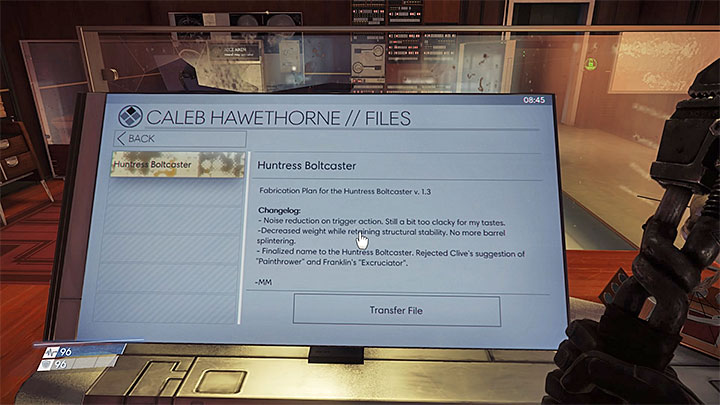 08:45
CALEB HAWETHORNE // FILES
BACK
Huntress Boltcaster
Huntress Boltcaster
Fabrication Plan for the Huntress Boltcaster v. 1.3
Changelog:
- Noise reduction on trigger action. Still a bit too clacky for my tastes.
-Decreased weight while retaining structural stability. No more barrel
splintering.
- Finalized name to the Huntress Boltcaster. Rejected Clive's suggestion of
"Painthrower" and Franklin's "Excruciator".
-MM
Transfer File
96
96